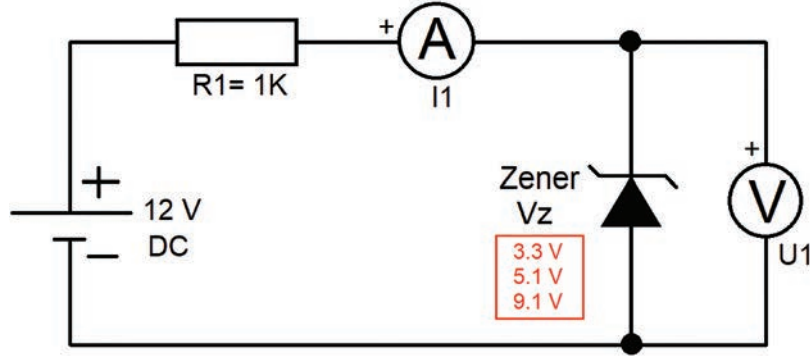 +
A
R1= 1K
I1
+
12 V
DC
−
Zener
Vz
3.3 V
5.1 V
9.1 V
+
V
U1